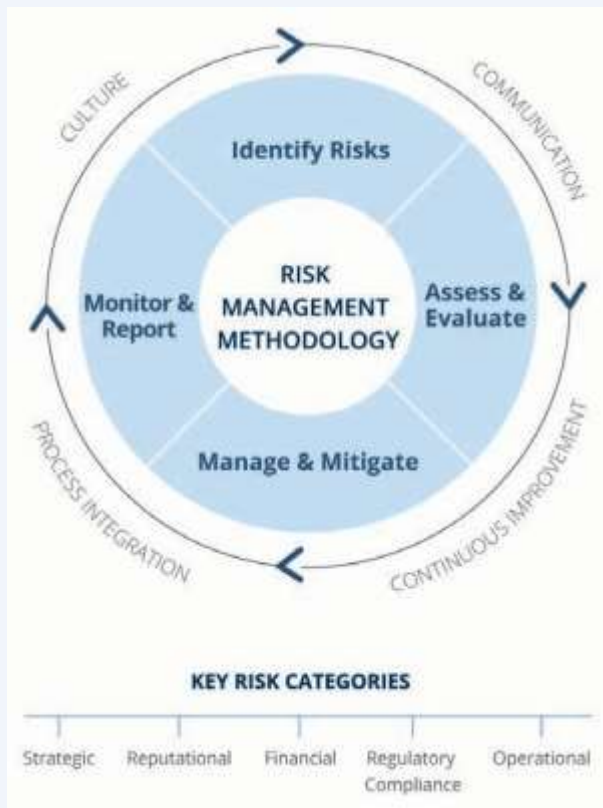 CULTURE
COMMUNICATION
Identify Risks
RISK
MANAGEMENT
METHODOLOGY
Assess &
Evaluate
Monitor &
Report
Manage & Mitigate
PROCESS INTEGRATION
CONTINUOUS IMPROVEMENT
KEY RISK CATEGORIES
Strategic
Reputational
Financial
Regulatory
Compliance
Operational